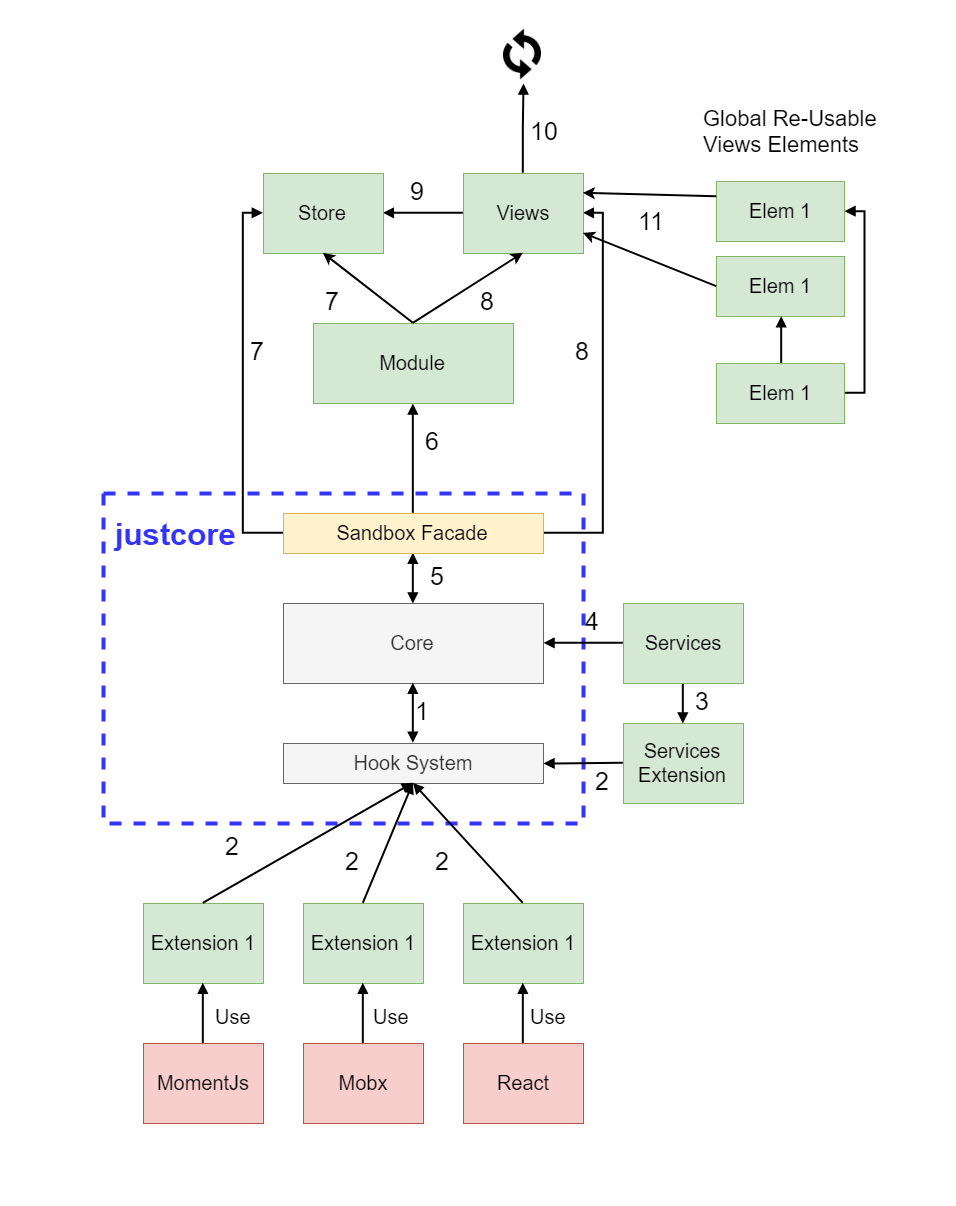 10
Global Re-Usable
Views Elements
Store
9
Views
11
Elem 1
Elem 1
7
8
7
Module
8
Elem 1
6
justcore
Sandbox Facade
5
Core
4
Services
1
3
Hook System
2
Services
Extension
2
2
2
Extension 1
Extension 1
Extension 1
Use
Use
Use
MomentJs
Mobx
React